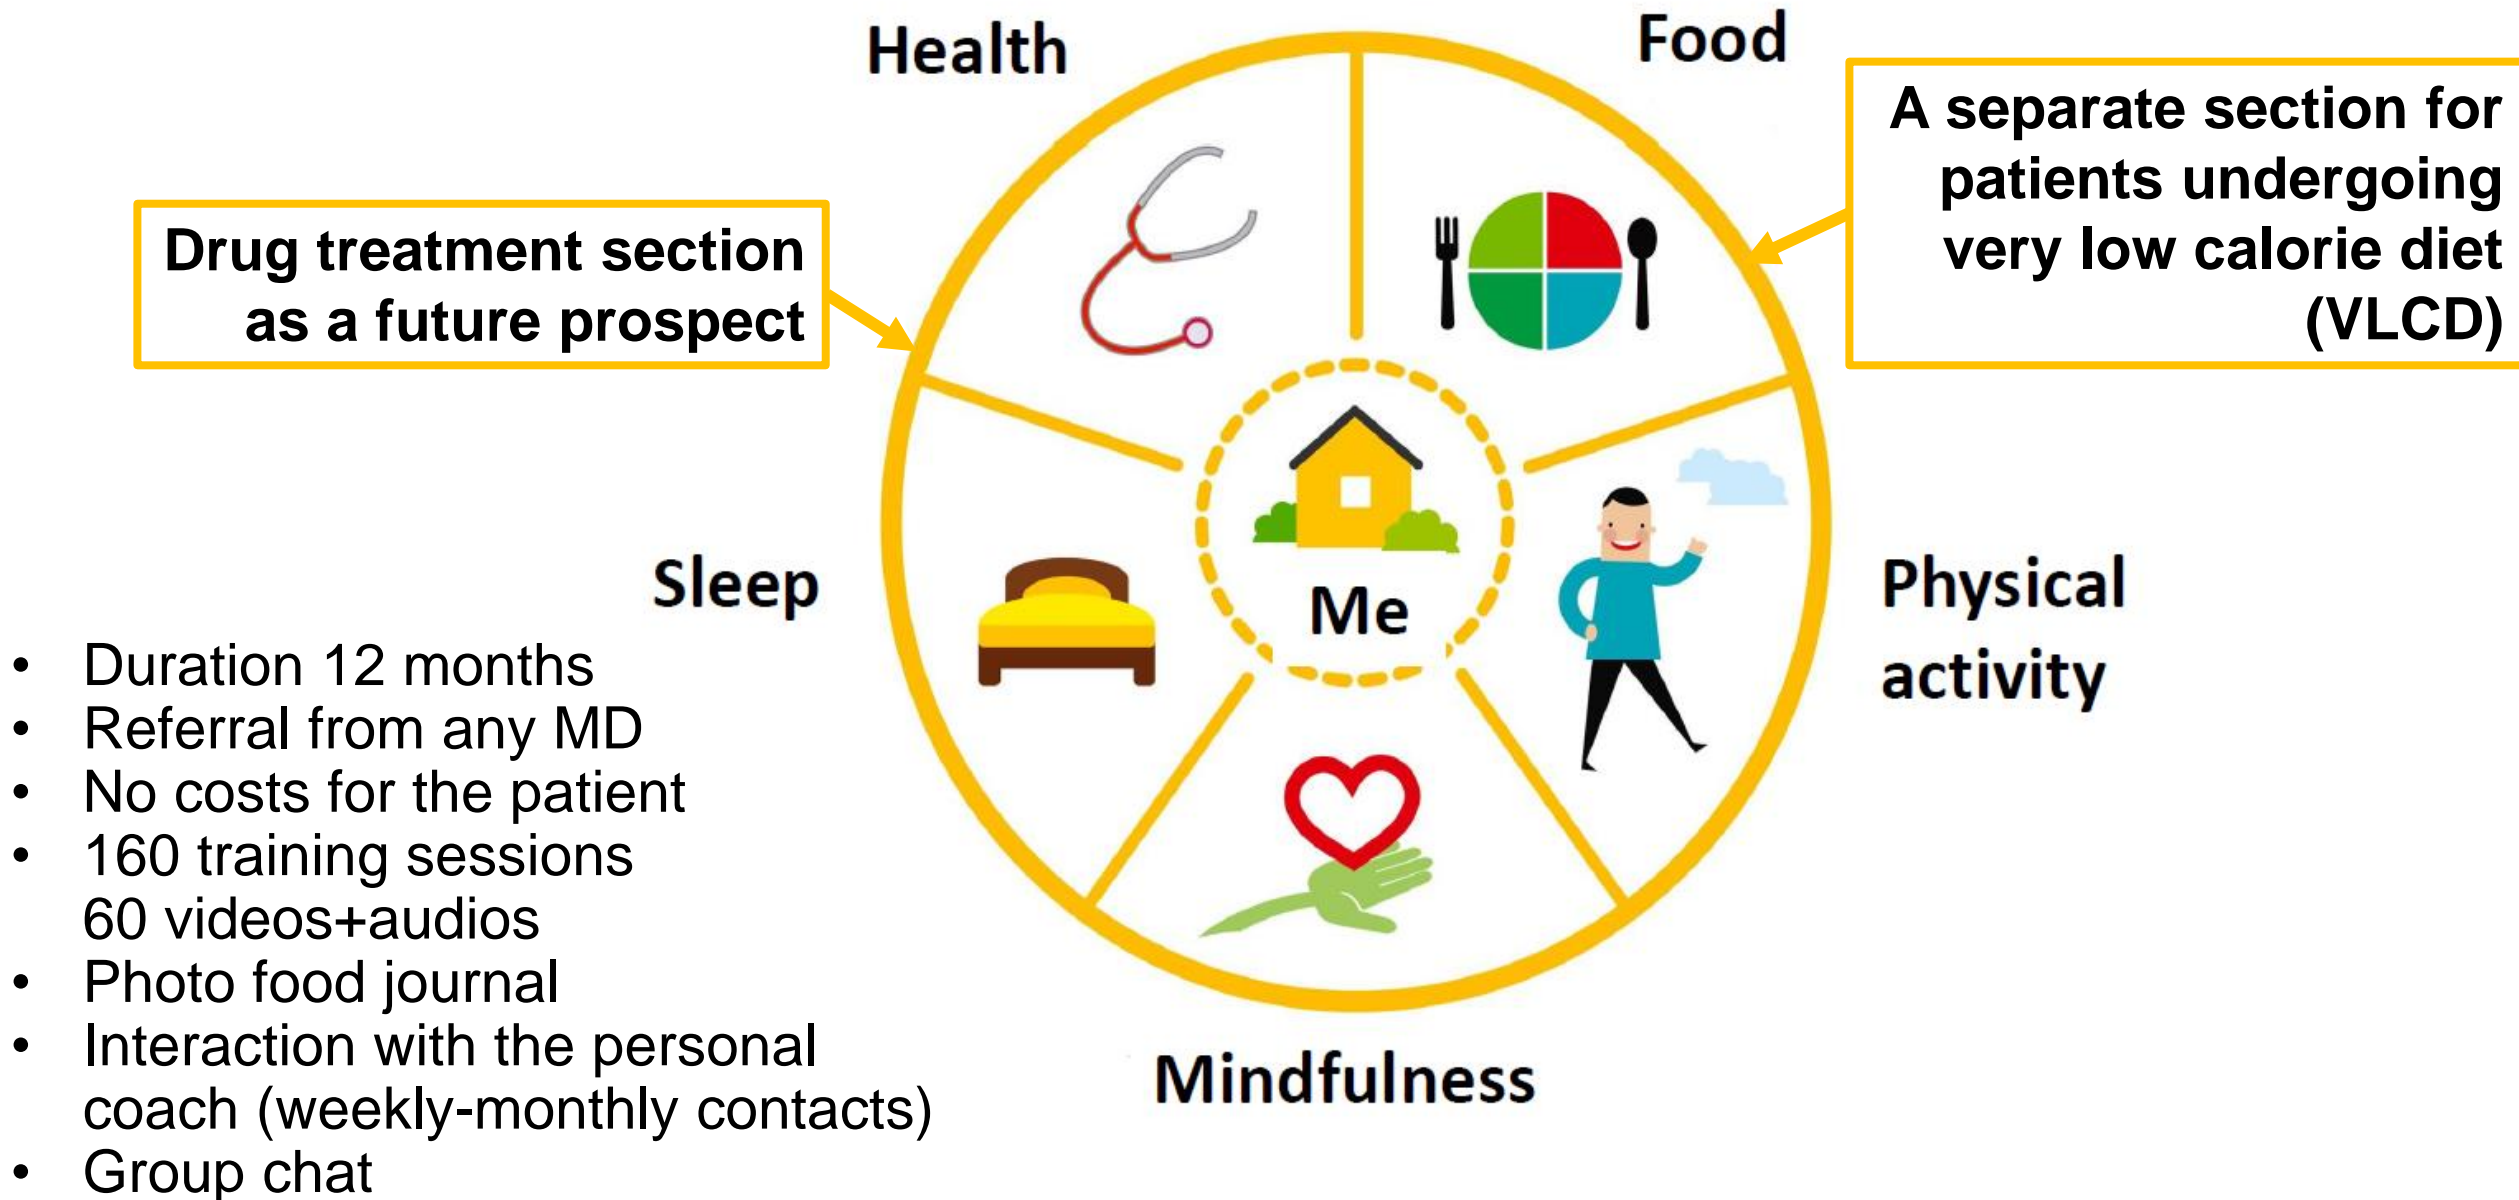 Health
Food
A separate section for
patients undergoing
very low calorie diet
(VLCD)
Drug treatment section
as a future prospect
Sleep
Me
Physical
activity
Mindfulness
• Duration 12 months
• Referral from any MD
• No costs for the patient
• 160 training sessions
60 videos+audios
• Photo food journal
• Interaction with the personal
coach (weekly-monthly contacts)
• Group chat